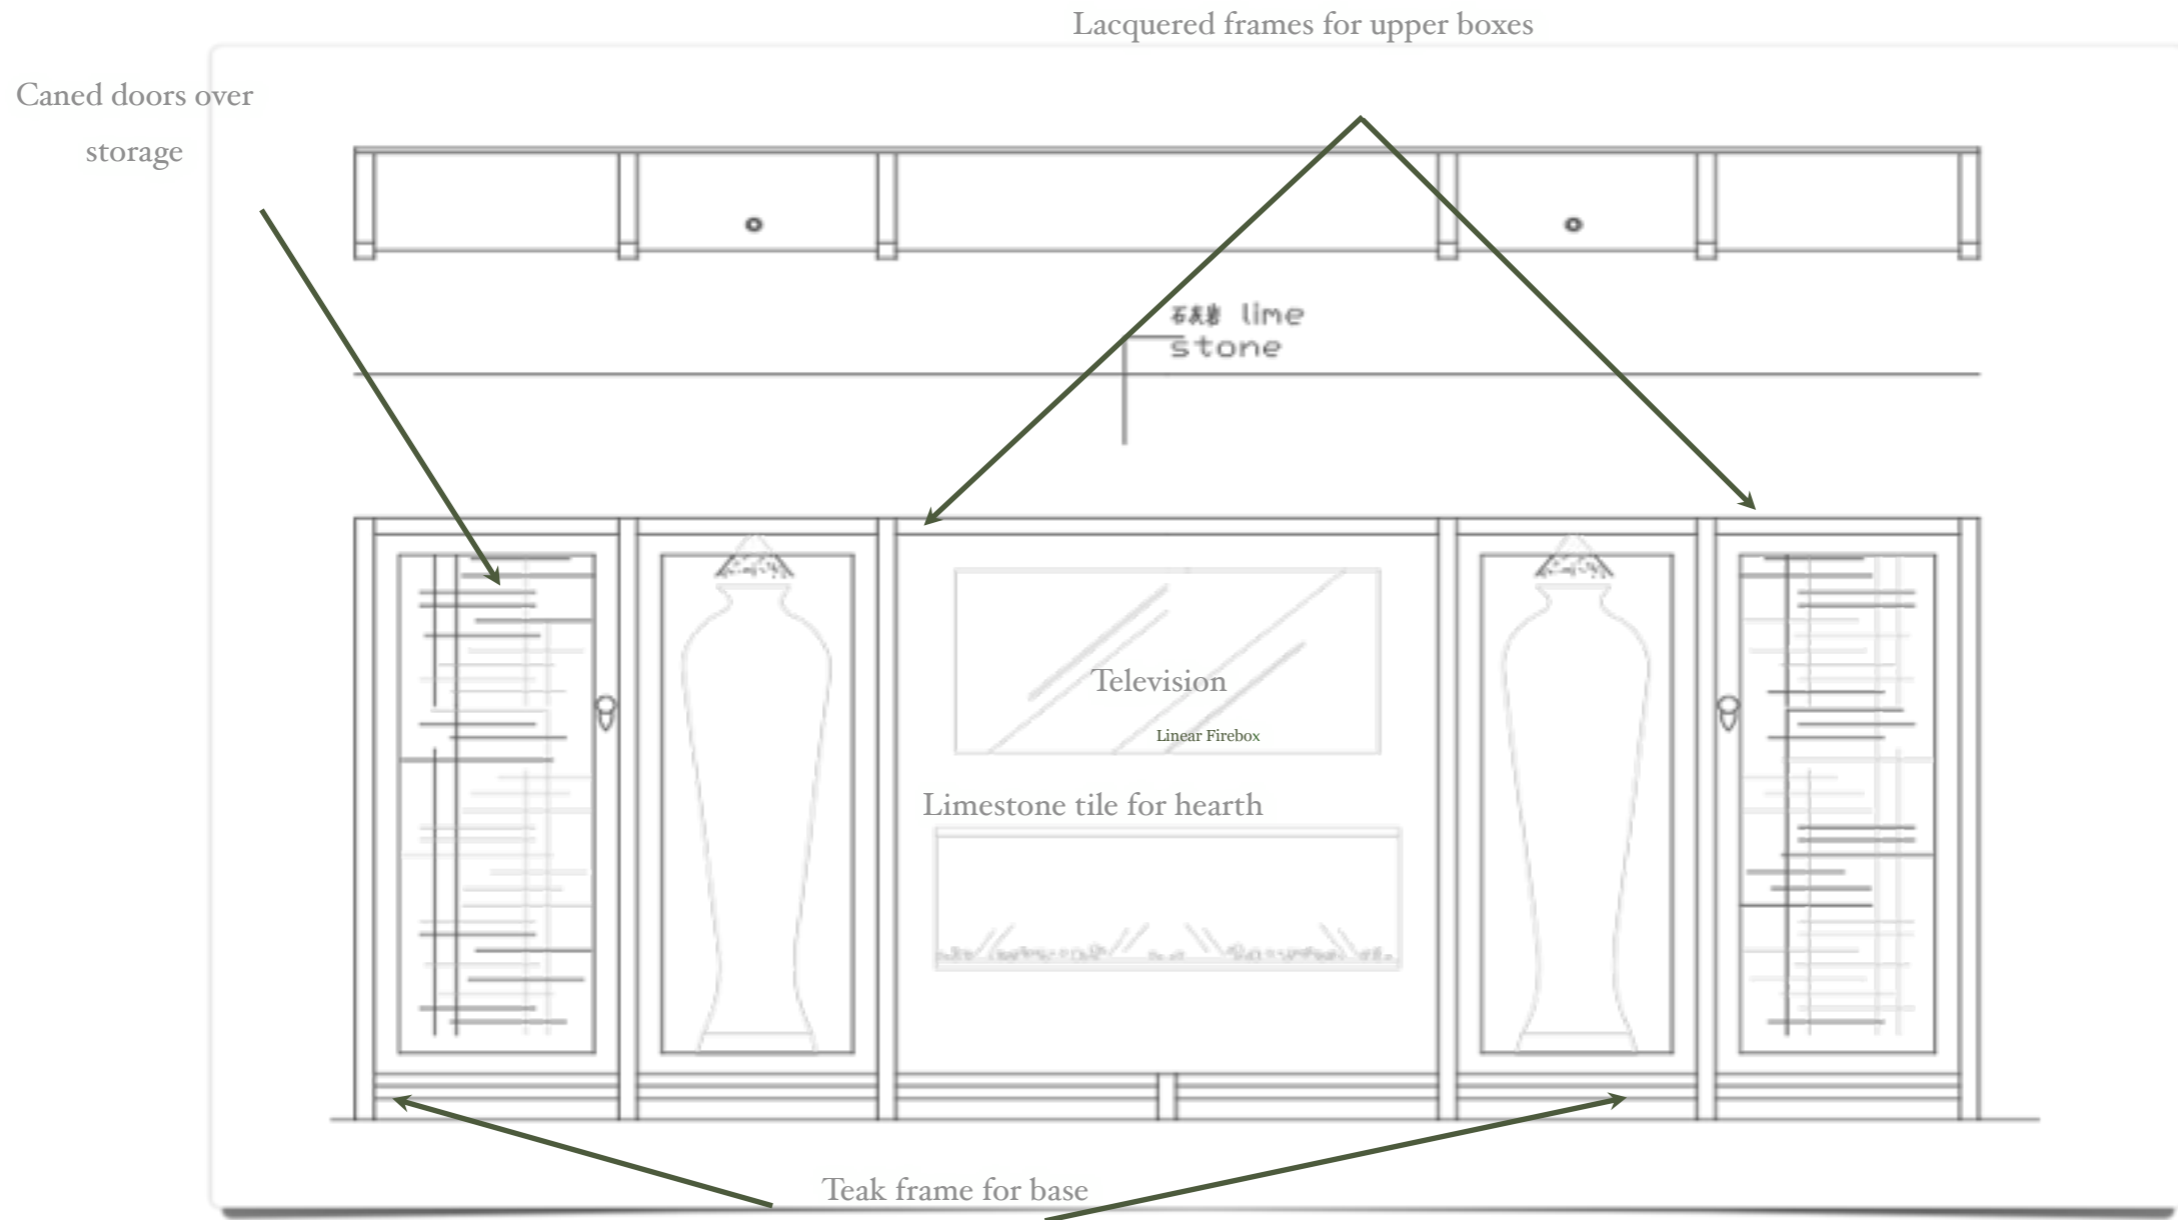 Lacquered frames for upper boxes
Caned doors over
storage
lime
stone
Television
Linear Firebox
Limestone tile for hearth
Teak frame for base